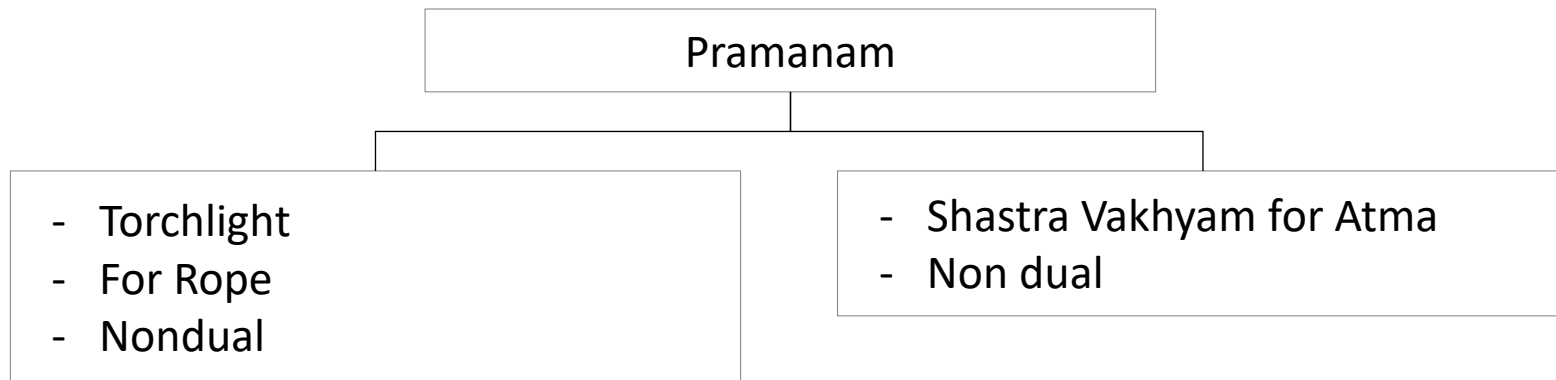 Pramanam
- Torchlight
- For Rope
- Nondual
- Shastra Vakhyam for Atma
- Non dual